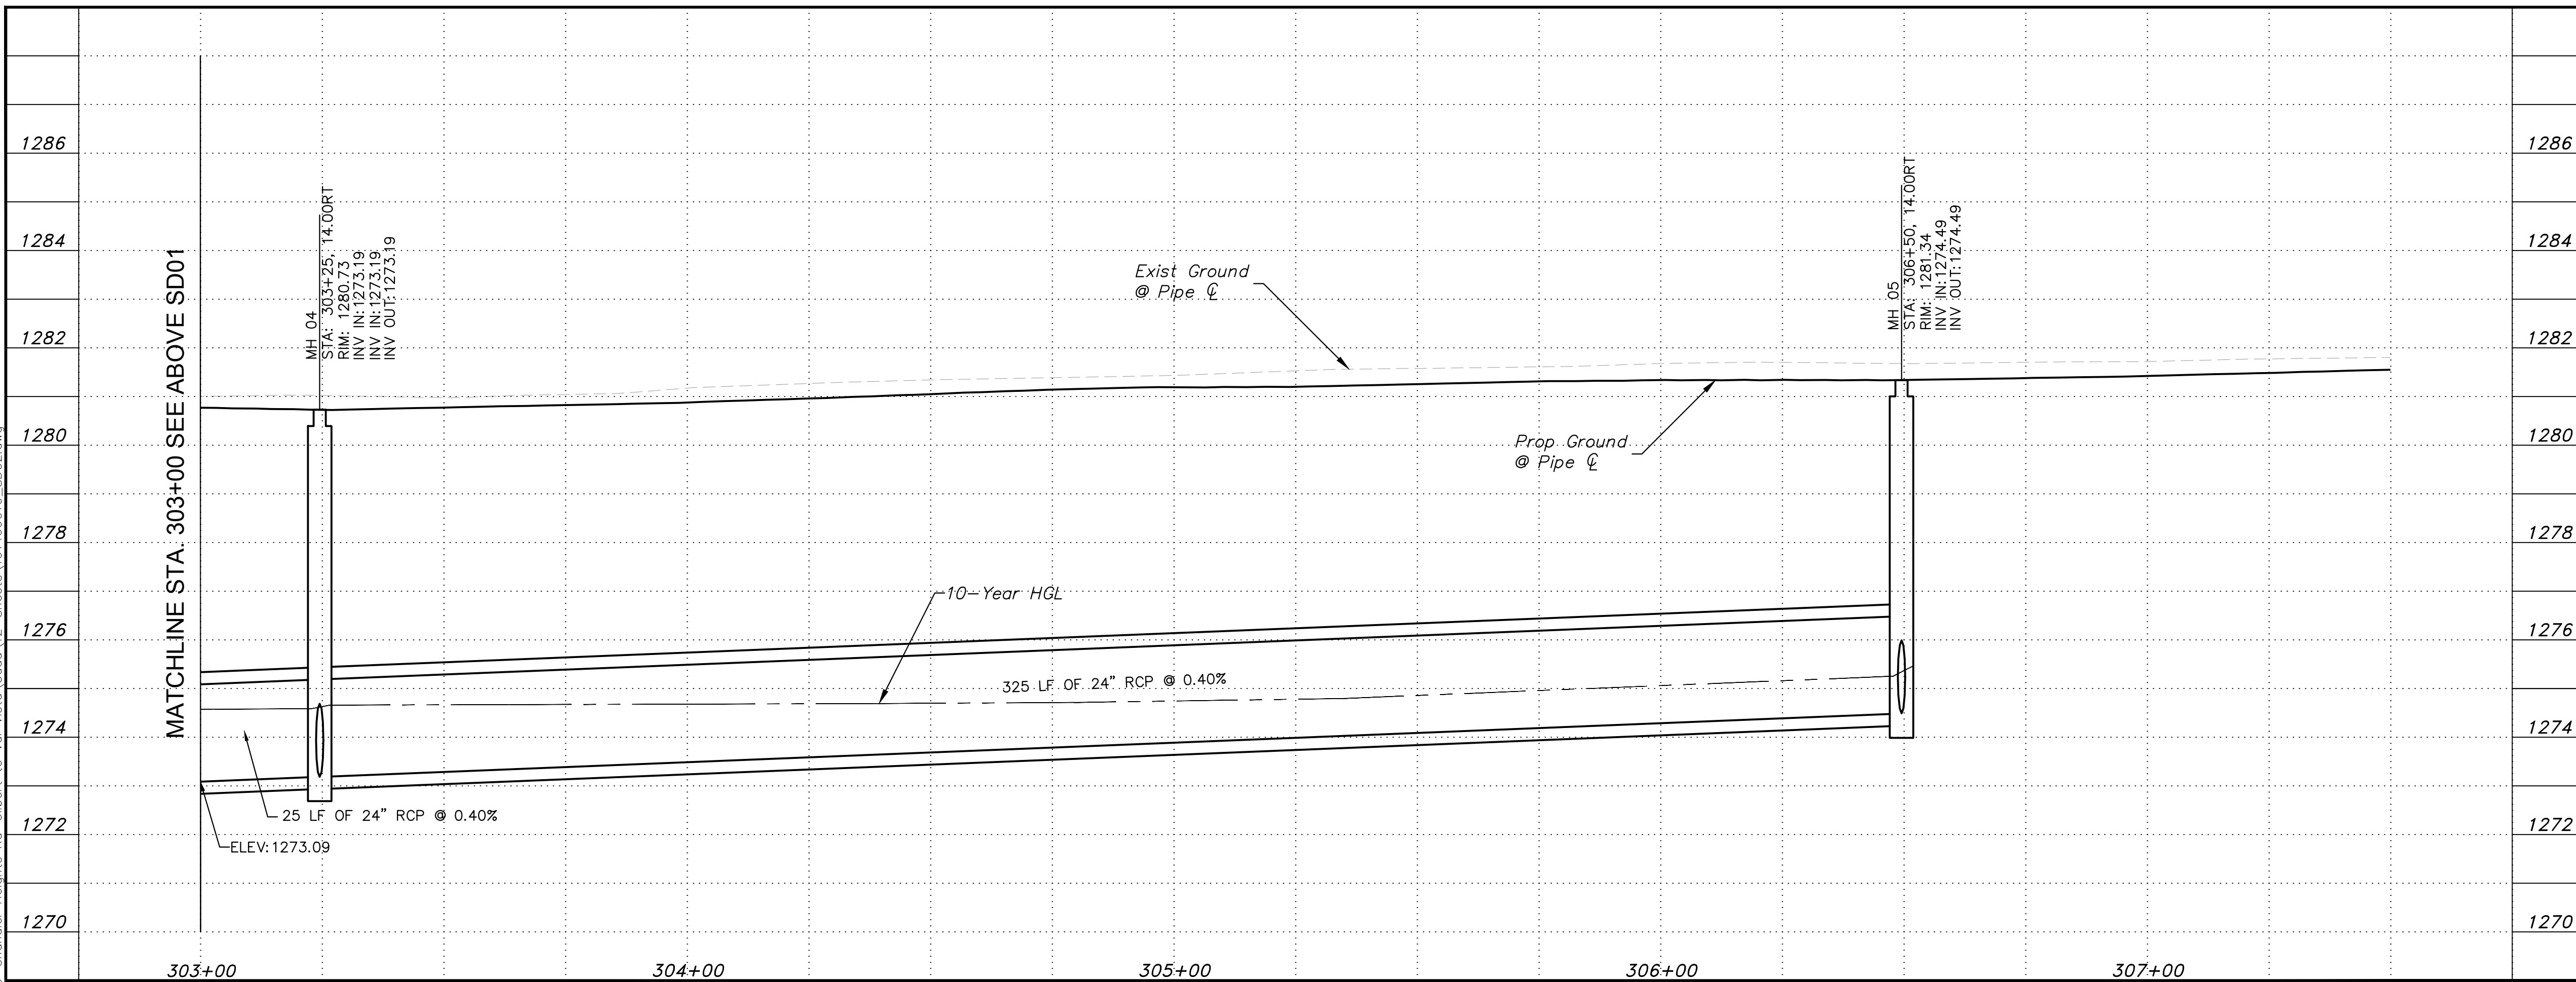 1286
1284
1282
1280
1278
1276
1274
1272
1270
MATCHLINE STA. 303+00 SEE ABOVE SD01
MH 04
STA: 303+25, 14.00RT
RIM: 1280.73
INV IN:1273.19
INV IN:1273.19
INV OUT:1273.19
Exist Ground
@ Pipe ℄
Prop Ground
@ Pipe ℄
MH 05
STA: 306+50, 14.00RT
RIM: 1281.34
INV IN:1274.49
INV OUT:1274.49
10-Year HGL
325 LF OF 24" RCP @ 0.40%
25 LF OF 24" RCP @ 0.40%
ELEV:1273.09
1286
1284
1282
1280
1278
1276
1274
1272
1270
303+00
304+00
305+00
306+00
307+00